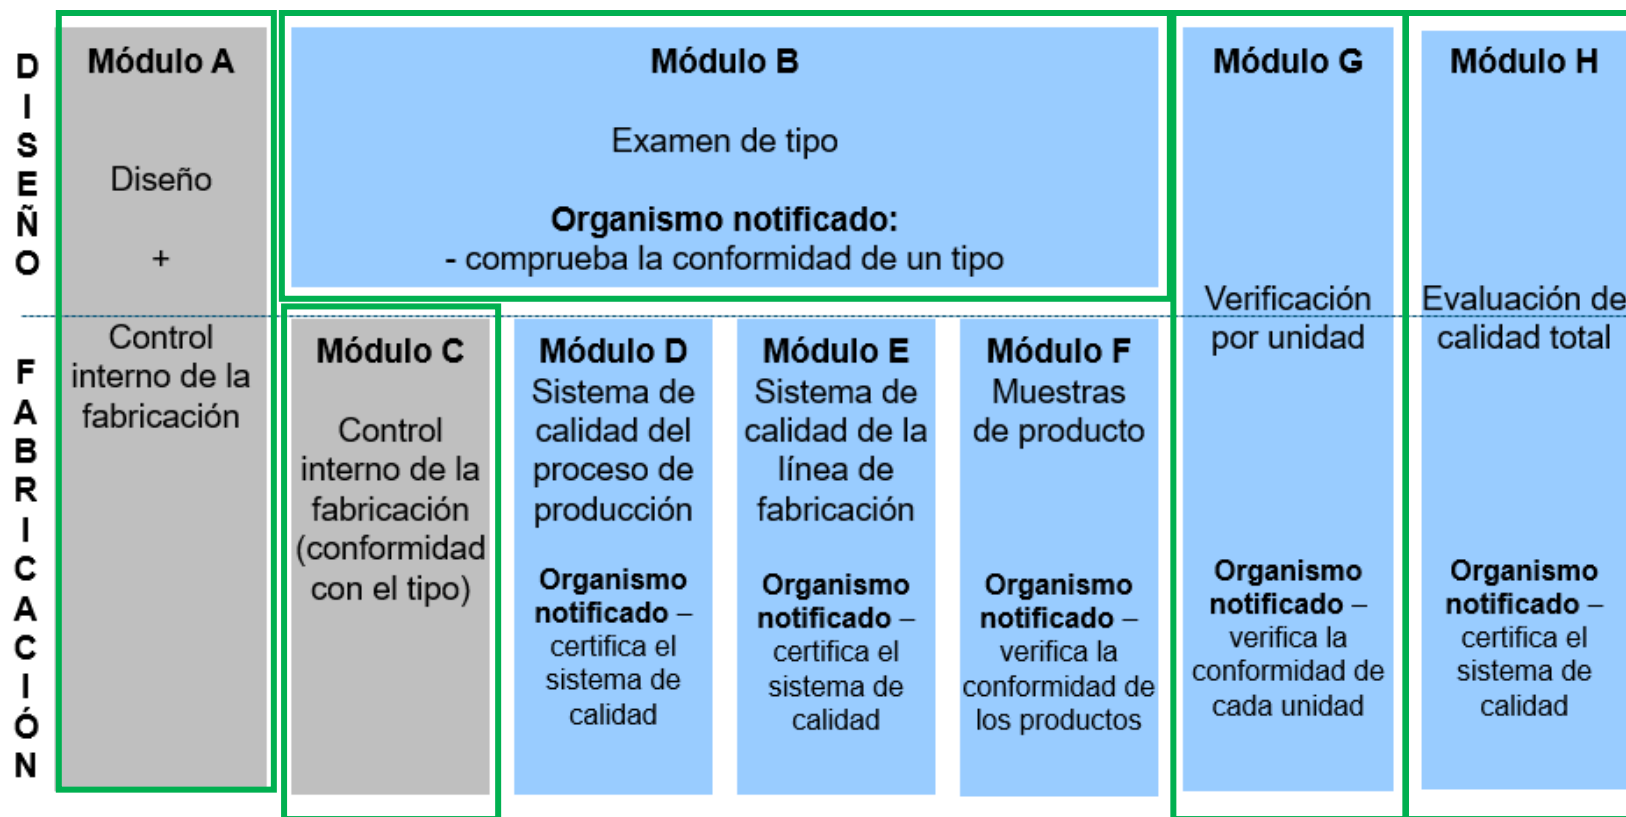 DISEÑO
FABRICACIÓN
Módulo A
Diseño
+
Control
interno de la
fabricación
Módulo B
Examen de tipo
Organismo notificado:
- comprueba la conformidad de un tipo
Módulo C
Control
interno de la
fabricación
(conformidad
con el tipo)
Módulo D
Sistema de
calidad del
proceso de
producción
Organismo
notificado –
certifica el
sistema de
calidad
Módulo E
Sistema de
calidad de la
línea de
fabricación
Organismo
notificado –
certifica el
sistema de
calidad
Módulo F
Muestras
de producto
Organismo
notificado –
verifica la
conformidad de
los productos
Módulo G
Verificación
por unidad
Organismo
notificado –
verifica la
conformidad de
cada unidad
Módulo H
Evaluación de
calidad total
Organismo
notificado –
certifica el
sistema de
calidad